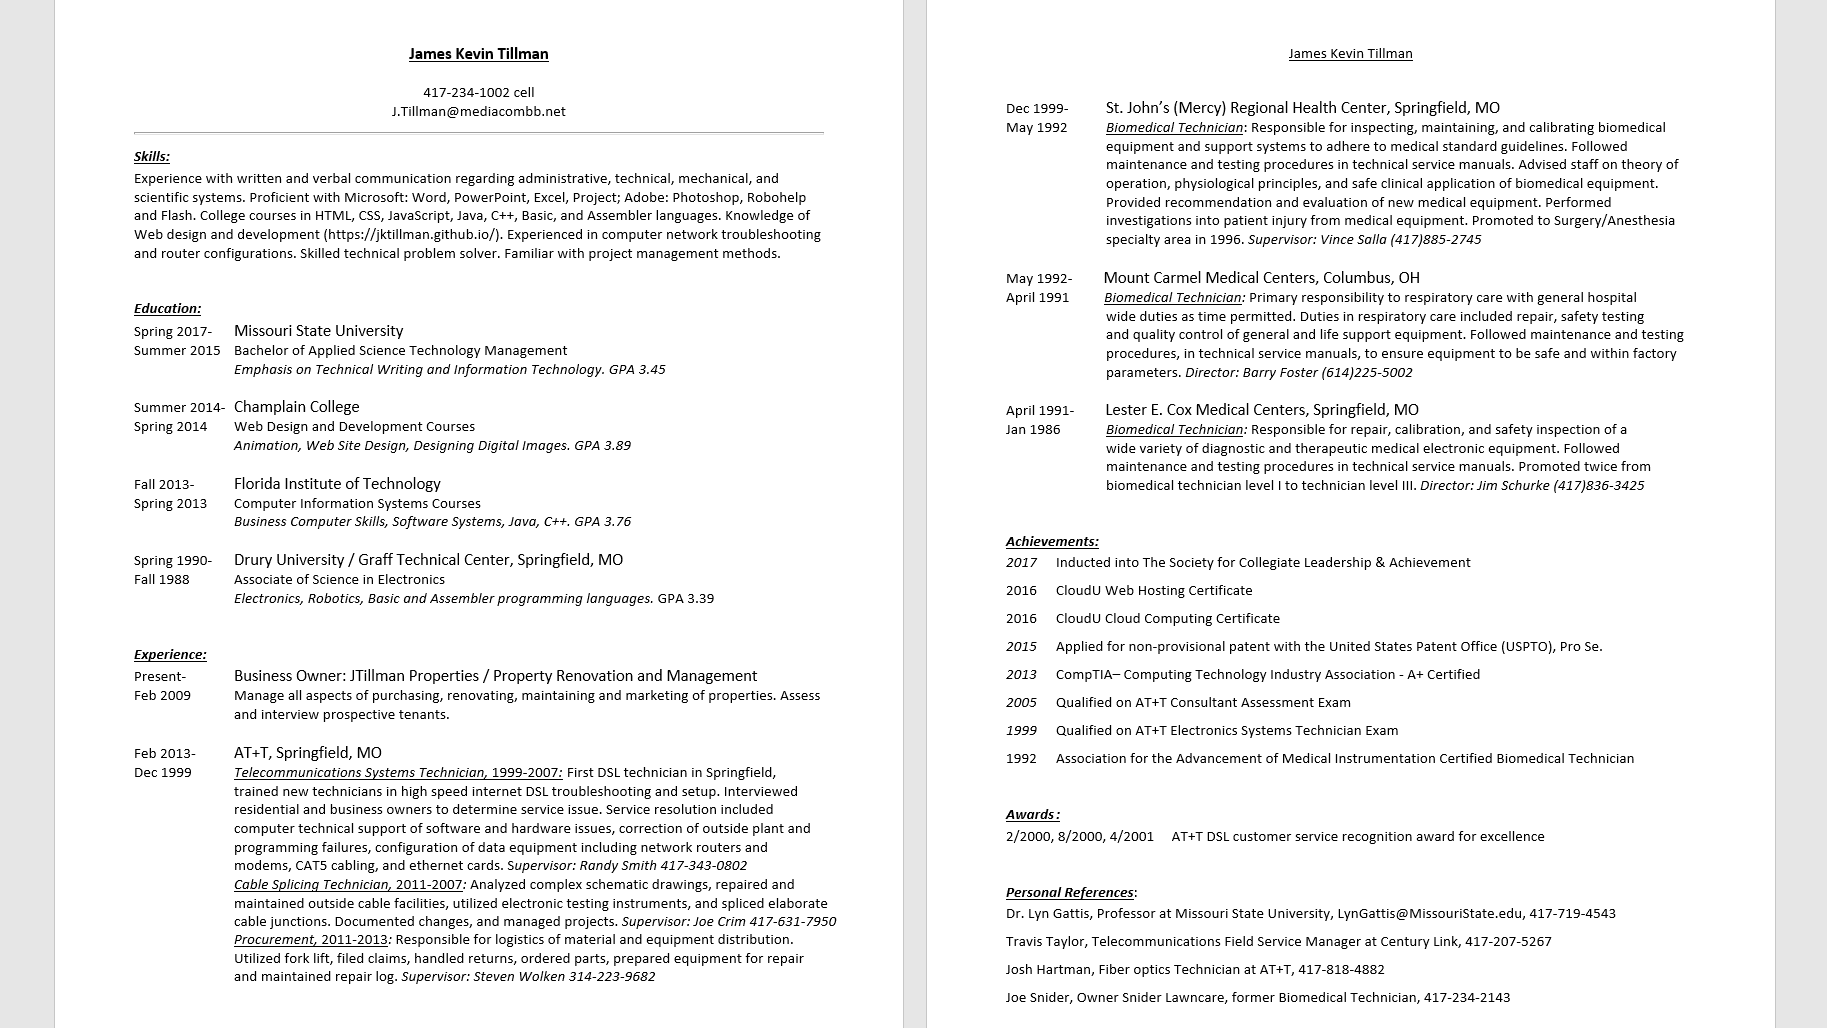 James Kevin Tillman
417-234-1002 cell
J.Tillman@mediacombb.net
Skills:
Experience with written and verbal communication regarding administrative, technical, mechanical, and
scientific systems. Proficient with Microsoft: Word, PowerPoint, Excel, Project; Adobe: Photoshop, Robohelp
and Flash. College courses in HTML, CSS, JavaScript, Java, C++, Basic, and Assembler languages. Knowledge of
Web design and development (https://jktillman.github.io/). Experienced in computer network troubleshooting
and router configurations. Skilled technical problem solver. Familiar with project management methods.
Education:
Spring 2017- Missouri State University
Summer 2015 Bachelor of Applied Science Technology Management
Emphasis on Technical Writing and Information Technology. GPA 3.45
Summer 2014- Champlain College
Spring 2014 Web Design and Development Courses
Animation, Web Site Design, Designing Digital Images. GPA 3.89
Fall 2013- Florida Institute of Technology
Spring 2013 Computer Information Systems Courses
Business Computer Skills, Software Systems, Java, C++. GPA 3.76
Spring 1990- Drury University / Graff Technical Center, Springfield, MO
Fall 1988 Associate of Science in Electronics
Electronics, Robotics, Basic and Assembler programming languages. GPA 3.39
Experience:
Present- Business Owner: JTillman Properties / Property Renovation and Management
Feb 2009 Manage all aspects of purchasing, renovating, maintaining and marketing of properties. Assess
and interview prospective tenants.
Feb 2013- AT+T, Springfield, MO
Dec 1999 Telecommunications Systems Technician, 1999-2007: First DSL technician in Springfield,
trained new technicians in high speed internet DSL troubleshooting and setup. Interviewed
residential and business owners to determine service issue. Service resolution included
computer technical support of software and hardware issues, correction of outside plant and
programming failures, configuration of data equipment including network routers and
modems, CAT5 cabling, and ethernet cards. Supervisor: Randy Smith 417-343-0802
Cable Splicing Technician, 2011-2007: Analyzed complex schematic drawings, repaired and
maintained outside cable facilities, utilized electronic testing instruments, and spliced elaborate
cable junctions. Documented changes, and managed projects. Supervisor: Joe Crim 417-631-7950
Procurement, 2011-2013: Responsible for logistics of material and equipment distribution.
Utilized fork lift, filed claims, handled returns, ordered parts, prepared equipment for repair
and maintained repair log. Supervisor: Steven Wolken 314-223-9682
James Kevin Tillman
Dec 1999- St. John’s (Mercy) Regional Health Center, Springfield, MO
May 1992 Biomedical Technician: Responsible for inspecting, maintaining, and calibrating biomedical
equipment and support systems to adhere to medical standard guidelines. Followed
maintenance and testing procedures in technical service manuals. Advised staff on theory of
operation, physiological principles, and safe clinical application of biomedical equipment.
Provided recommendation and evaluation of new medical equipment. Performed
investigations into patient injury from medical equipment. Promoted to Surgery/Anesthesia
specialty area in 1996. Supervisor: Vince Salla (417)885-2745
May 1992- Mount Carmel Medical Centers, Columbus, OH
April 1991 Biomedical Technician: Primary responsibility to respiratory care with general hospital
wide duties as time permitted. Duties in respiratory care included repair, safety testing
and quality control of general and life support equipment. Followed maintenance and testing
procedures, in technical service manuals, to ensure equipment to be safe and within factory
parameters. Director: Barry Foster (614)225-5002
April 1991- Lester E. Cox Medical Centers, Springfield, MO
Jan 1986 Biomedical Technician: Responsible for repair, calibration, and safety inspection of a
wide variety of diagnostic and therapeutic medical electronic equipment. Followed
maintenance and testing procedures in technical service manuals. Promoted twice from
biomedical technician level I to technician level III. Director: Jim Schurke (417)836-3425
Achievements:
2017 Inducted into The Society for Collegiate Leadership & Achievement
2016 CloudU Web Hosting Certificate
2016 CloudU Cloud Computing Certificate
2015 Applied for non-provisional patent with the United States Patent Office (USPTO), Pro Se.
2013 CompTIA– Computing Technology Industry Association - A+ Certified
2005 Qualified on AT+T Consultant Assessment Exam
1999 Qualified on AT+T Electronics Systems Technician Exam
1992 Association for the Advancement of Medical Instrumentation Certified Biomedical Technician
Awards:
2/2000, 8/2000, 4/2001 AT+T DSL customer service recognition award for excellence
Personal References:
Dr. Lyn Gattis, Professor at Missouri State University, LynGattis@MissouriState.edu, 417-719-4543
Travis Taylor, Telecommunications Field Service Manager at Century Link, 417-207-5267
Josh Hartman, Fiber optics Technician at AT+T, 417-818-4882
Joe Snider, Owner Snider Lawncare, former Biomedical Technician, 417-234-2143